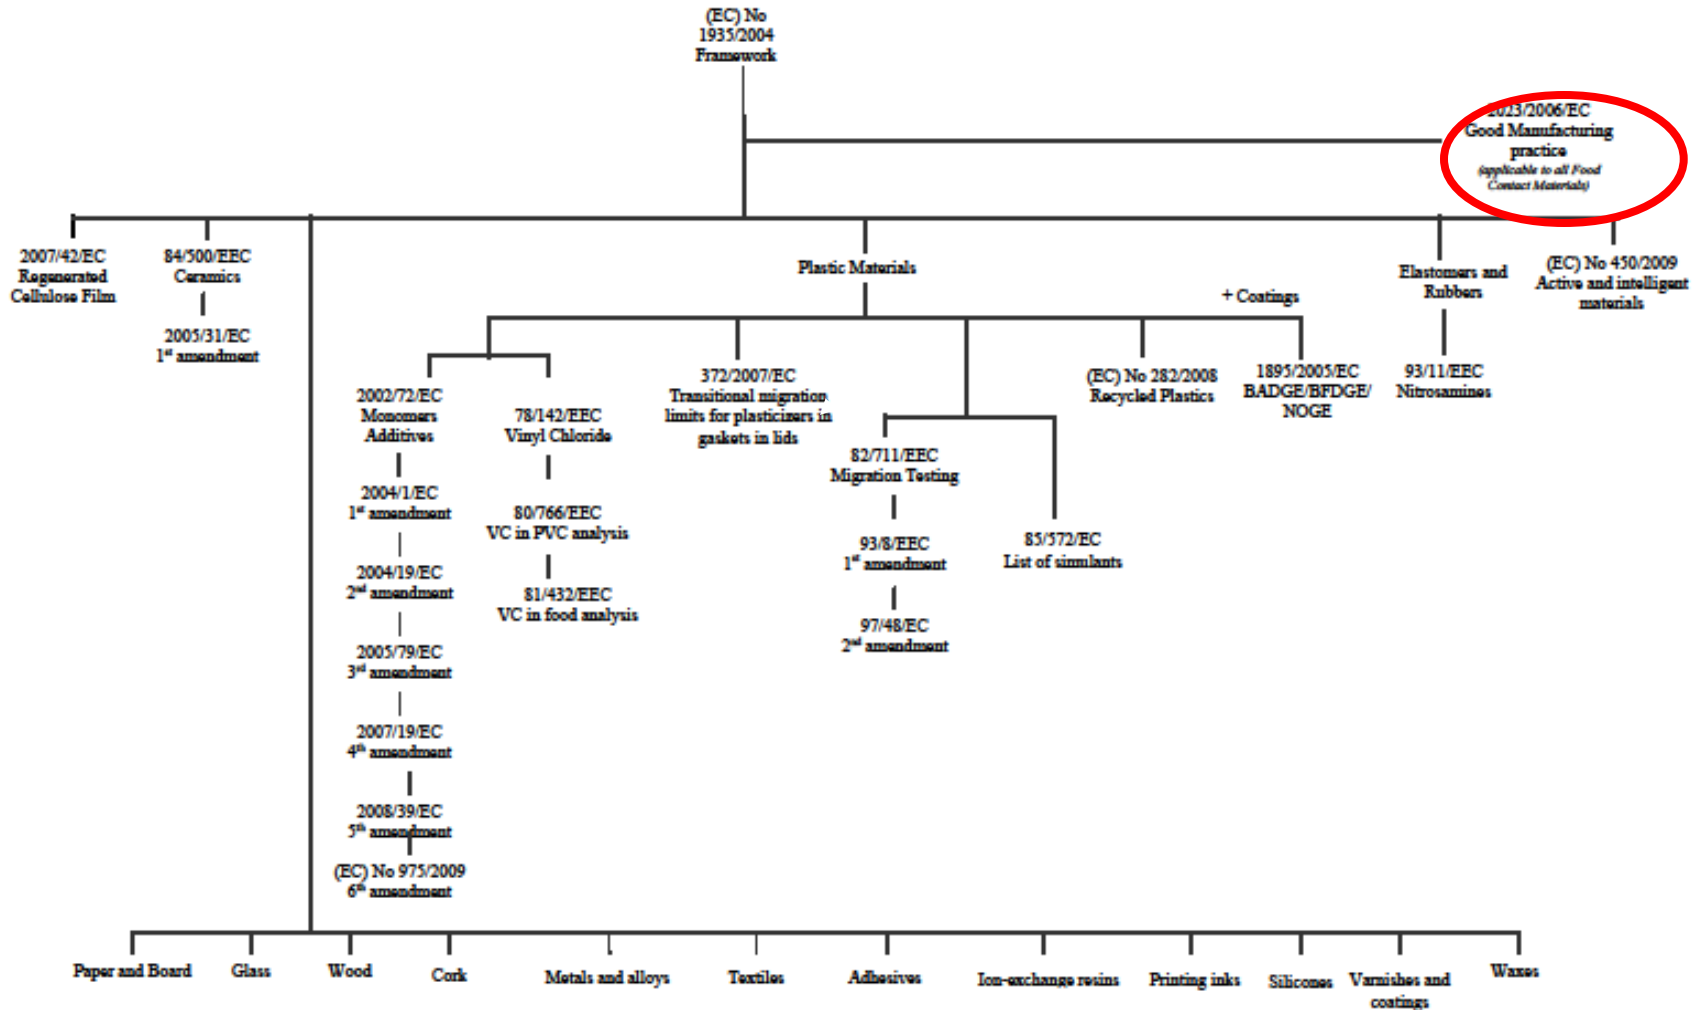 (EC) No
1935/2004
Framework
2023/2006/EC
Good Manufacturing
practice
(applicable to all Food
Contact Materials)
2007/42/EC
Regenerated
Cellulose Film
84/500/EEC
Ceramics
2005/31/EC
1st amendment
Plastic Materials
+ Coatings
Elastomers and
Rubbers
(EC) No 450/2009
Active and intelligent
materials
2002/72/EC
Monomers
Additives
78/142/EEC
Vinyl Chloride
372/2007/EC
Transitional migration
limits for plasticizers in
gaskets in lids
(EC) No 282/2008
Recycled Plastics
1895/2005/EC
BADGE/BFDGE/
NOGE
93/11/EEC
Nitrosamines
2004/1/EC
1st amendment
2004/19/EC
2nd amendment
2005/79/EC
3rd amendment
2007/19/EC
4th amendment
2008/39/EC
5th amendment
(EC) No 975/2009
6th amendment
80/766/EEC
VC in PVC analysis
81/432/EEC
VC in food analysis
82/711/EEC
Migration Testing
93/8/EEC
1st amendment
97/48/EC
2nd amendment
85/572/EC
List of simulants
Paper and Board
Glass
Wood
Cork
Metals and alloys
Textiles
Adhesives
Ion-exchange resins
Printing inks
Silicones
Varnishes and
coatings
Waxes